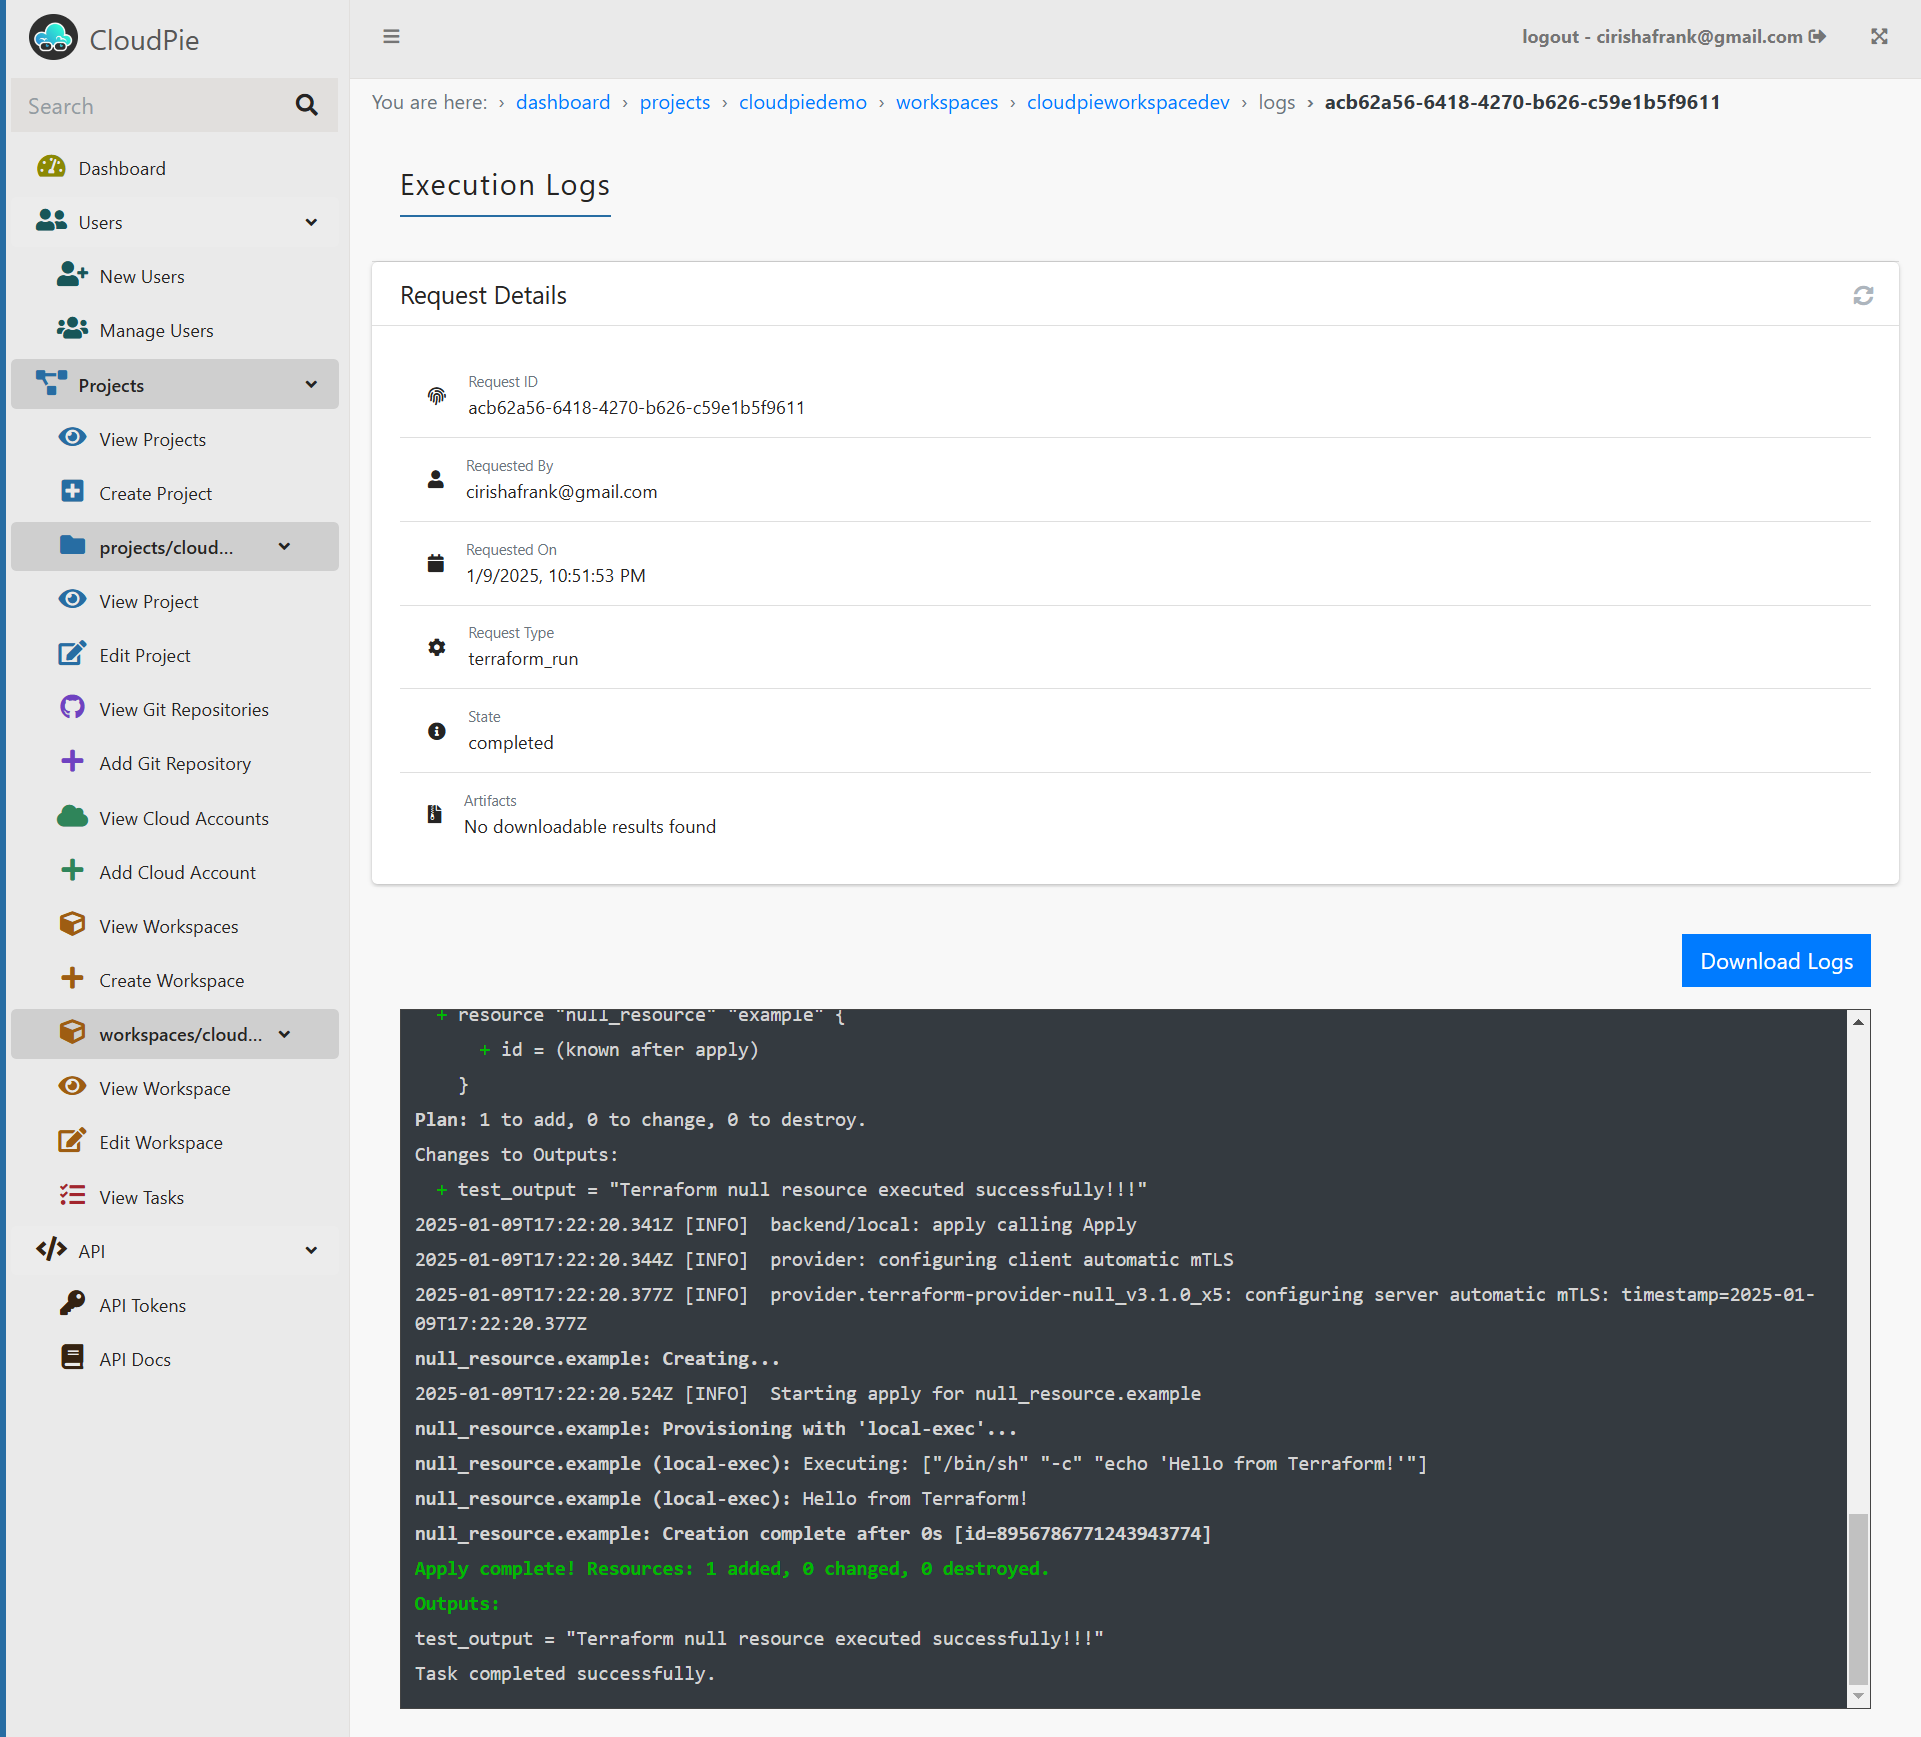 CloudPie
logout - cirishafrank@gmail.com
Search
Dashboard
Users
New Users
Manage Users
Projects
View Projects
Create Project
projects/cloud...
View Project
Edit Project
View Git Repositories
Add Git Repository
View Cloud Accounts
Add Cloud Account
View Workspaces
Create Workspace
workspaces/cloud...
View Workspace
Edit Workspace
View Tasks
API
API Tokens
API Docs
You are here: › dashboard › projects › cloudpiedemo › workspaces › cloudpieworkspacedev › logs › acb62a56-6418-4270-b626-c59e1b5f9611
Execution Logs
Request Details
Request ID
acb62a56-6418-4270-b626-c59e1b5f9611
Requested By
cirishafrank@gmail.com
Requested On
1/9/2025, 10:51:53 PM
Request Type
terraform_run
State
completed
Artifacts
No downloadable results found
Download Logs
+ resource "null_resource" "example" {
+ id = (known after apply)
}
Plan: 1 to add, 0 to change, 0 to destroy.
Changes to Outputs:
+ test_output = "Terraform null resource executed successfully!!!"
2025-01-09T17:22:20.341Z [INFO]  backend/local: apply calling Apply
2025-01-09T17:22:20.344Z [INFO]  provider: configuring client automatic mTLS
2025-01-09T17:22:20.377Z [INFO]  provider.terraform-provider-null_v3.1.0_x5: configuring server automatic mTLS: timestamp=2025-01-
09T17:22:20.377Z
null_resource.example: Creating...
2025-01-09T17:22:20.524Z [INFO]  Starting apply for null_resource.example
null_resource.example: Provisioning with 'local-exec'...
null_resource.example (local-exec): Executing: ["/bin/sh" "-c" "echo 'Hello from Terraform!'"]
null_resource.example (local-exec): Hello from Terraform!
null_resource.example: Creation complete after 0s [id=8956786771243943774]
Apply complete! Resources: 1 added, 0 changed, 0 destroyed.
Outputs:
test_output = "Terraform null resource executed successfully!!!"
Task completed successfully.